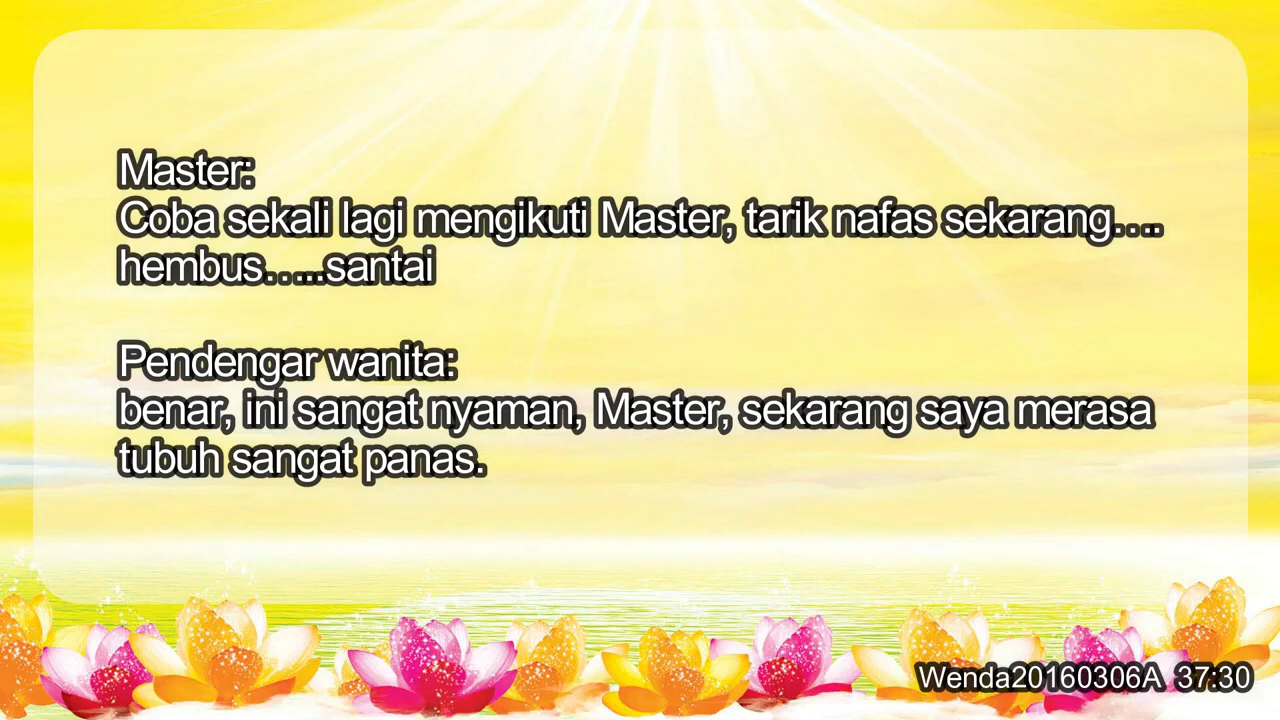 Master:
Coba sekali lagi mengikuti Master, tarik nafas sekarang....
hembus…..santai
Pendengar wanita:
benar, ini sangat nyaman, Master, sekarang saya merasa
tubuh sangat panas.
Wenda20160306A 37:30